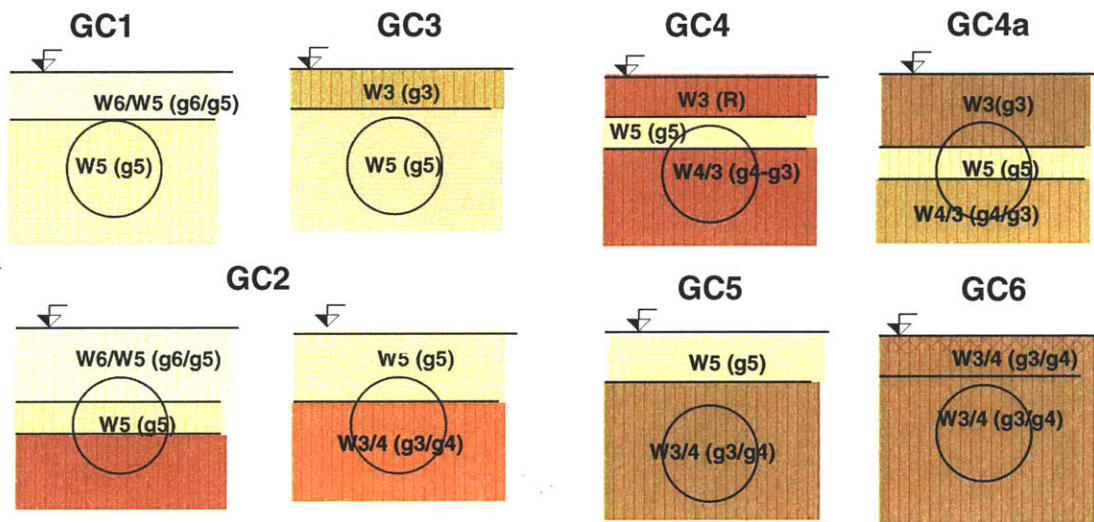 GC1
GC3
GC4
GC4a
W6/W5 (g6/g5)
W5 (g5)
W3 (g3)
W5 (g5)
W3 (R)
W5 (g5)
W4/3 (g4-g3)
W3(g3)
W5 (g5)
W4/3 (g4/g3)
GC2
GC5
GC6
W6/W5 (g6/g5)
W5 (g5)
W5 (g5)
W3/4 (g3/g4)
W5 (g5)
W3/4 (g3/g4)
W3/4 (g3/g4)
W3/4 (g3/g4)